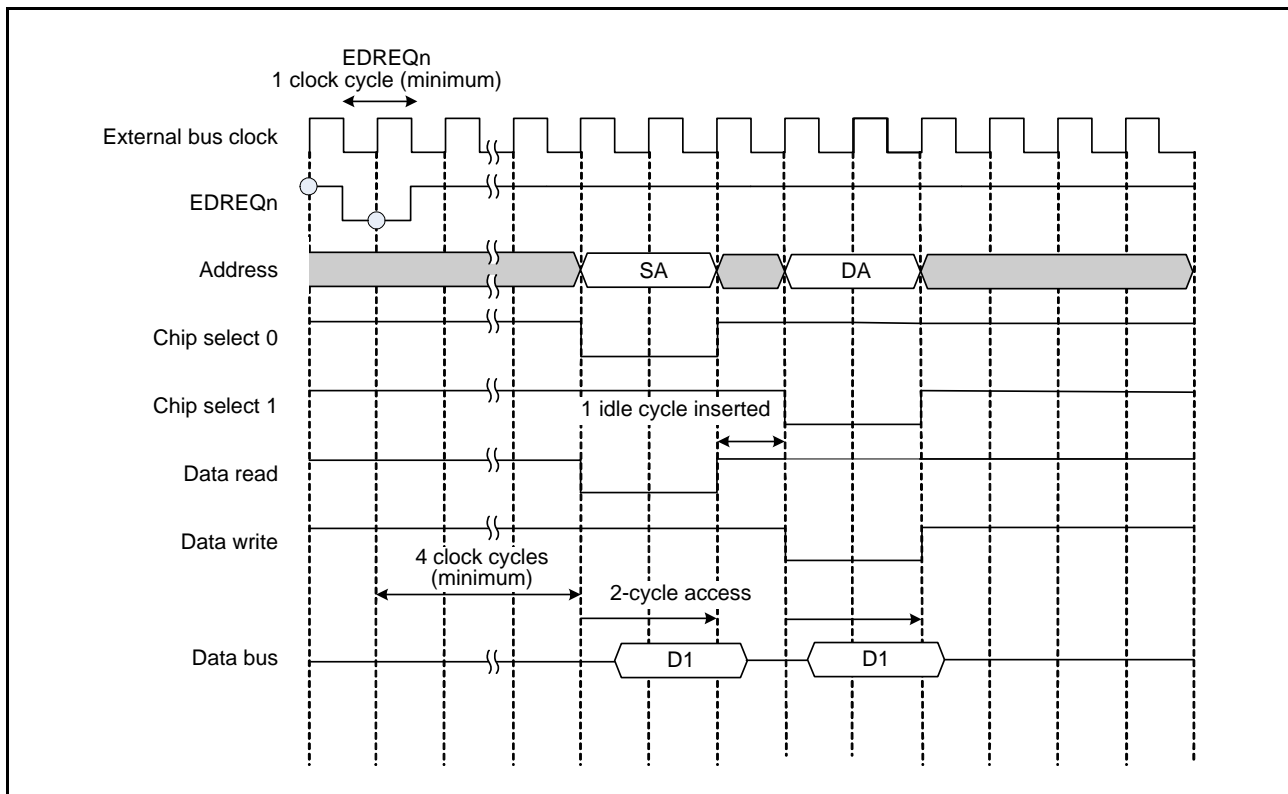 EDREQn
1 clock cycle (minimum)
External bus clock
EDREQn
Address
SA
DA
Chip select 0
Chip select 1
1 idle cycle inserted
Data read
Data write
4 clock cycles
(minimum)
2-cycle access
Data bus
D1
D1